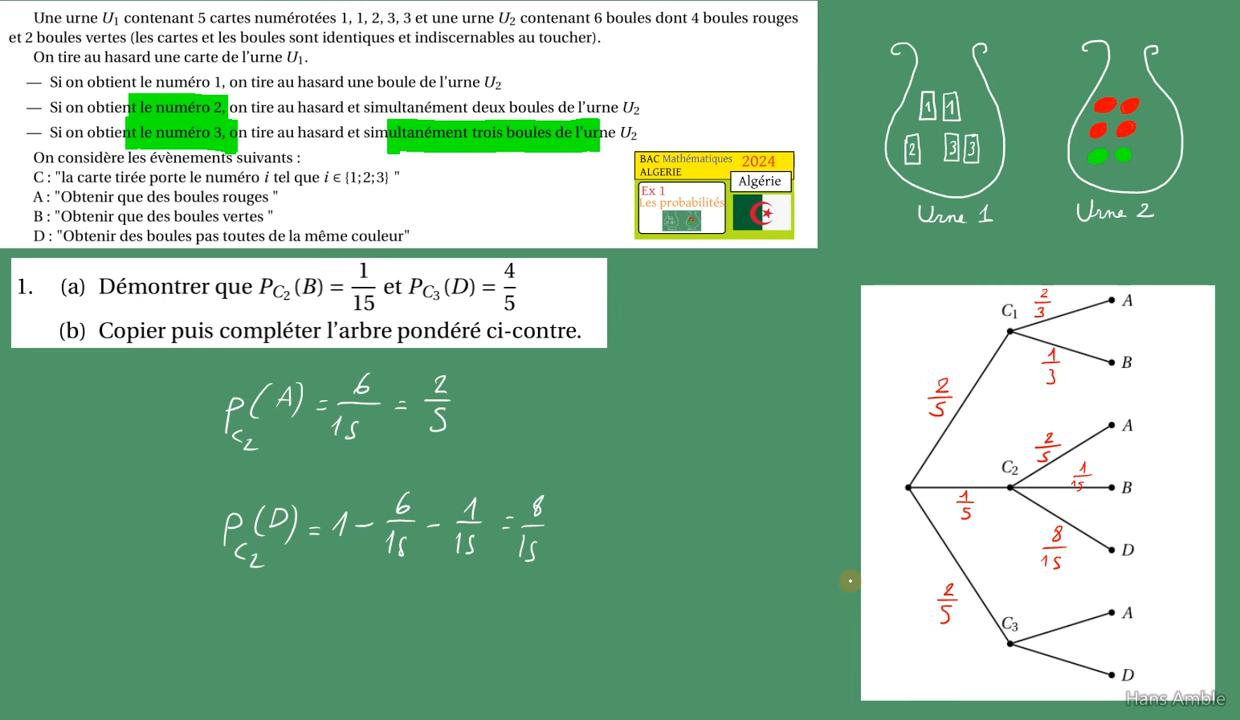 Une urne U₁ contenant 5 cartes numérotées 1, 1, 2, 3, 3 et une urne U₂ contenant 6 boules dont 4 boules rouges
et 2 boules vertes (les cartes et les boules sont identiques et indiscernables au toucher).
On tire au hasard une carte de l'urne U₁.
— Si on obtient le numéro 1, on tire au hasard une boule de l'urne U₂
— Si on obtient le numéro 2, on tire au hasard et simultanément deux boules de l'urne U₂
— Si on obtient le numéro 3, on tire au hasard et simultanément trois boules de l'urne U₂
On considère les évènements suivants :
C : "la carte tirée porte le numéro i tel que i ∈ {1;2;3} "
A : "Obtenir que des boules rouges "
B : "Obtenir que des boules vertes "
D : "Obtenir des boules pas toutes de la même couleur"
BAC Mathématiques 2024
ALGERIE
Algérie
Ex 1
Les probabilités
1 1
2 3 3
Urne 1
Urne 2
1. (a) Démontrer que P_{C₂}(B) = 1/15 et P_{C₃}(D) = 4/5
(b) Copier puis compléter l'arbre pondéré ci-contre.
P_{C₂}(A) = 6/15 = 2/5
P_{C₂}(D) = 1 - 6/15 - 1/15 = 8/15
2/5 C₁ 2/3 A
1/3 B
1/5 C₂ 2/5 A
1/15 B
8/15 D
2/5 C₃ A
D
Hans Amble